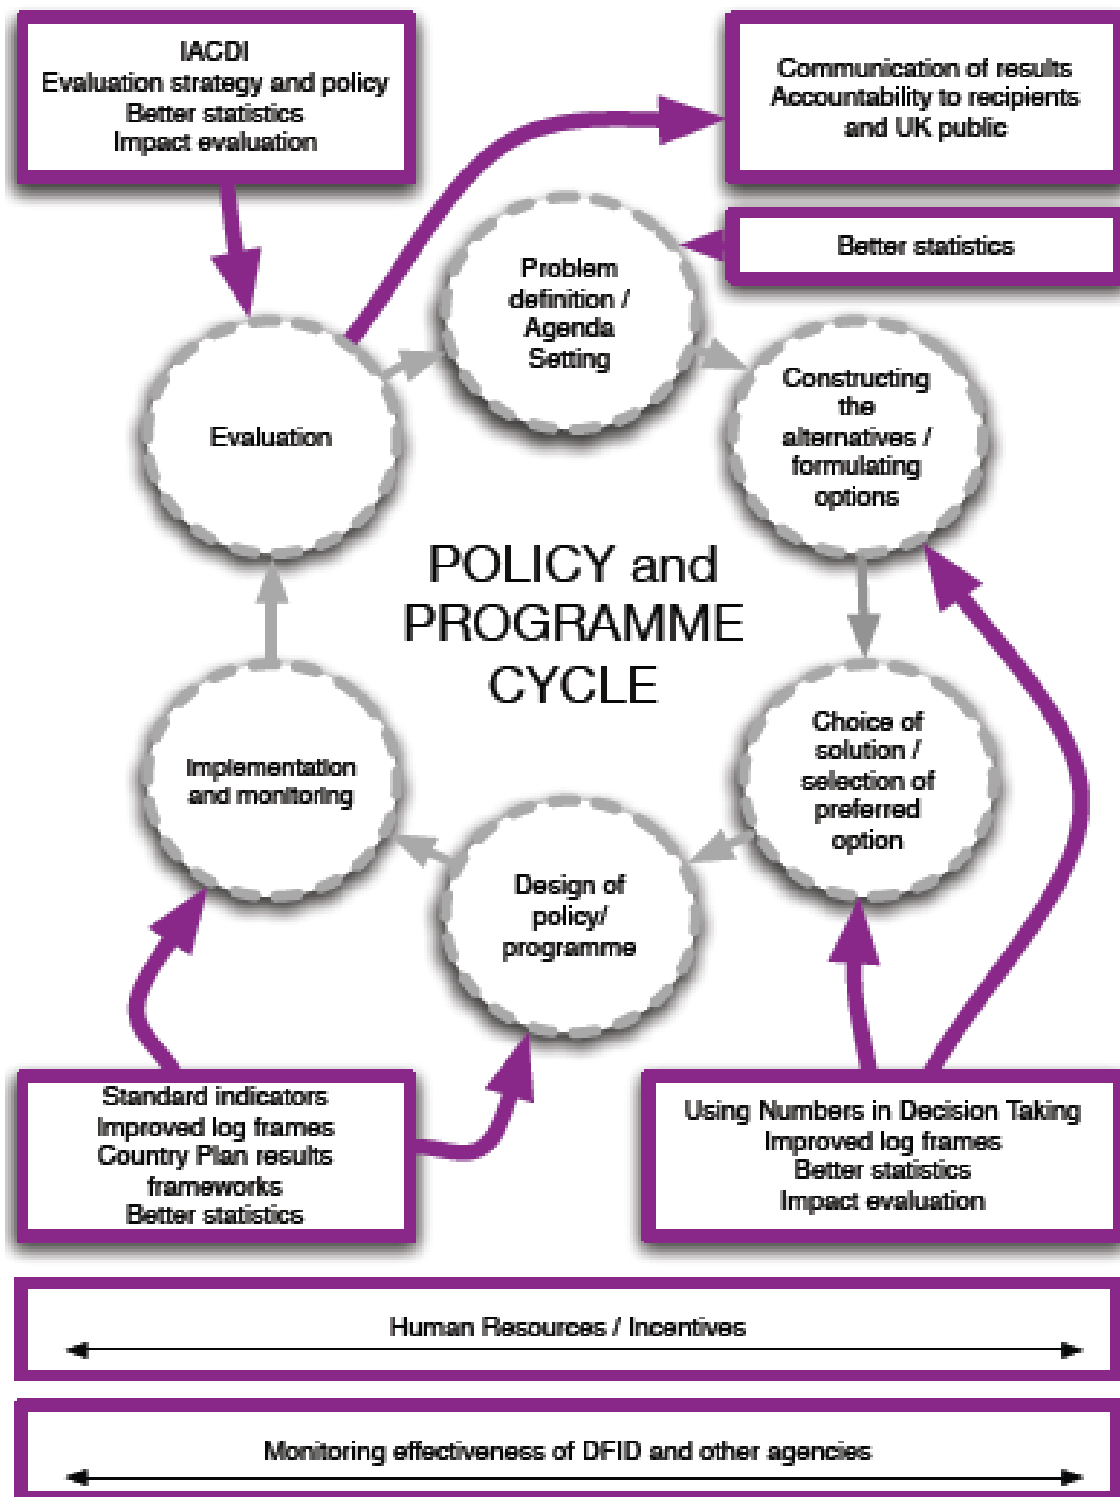 IACDI
Evaluation strategy and policy
Better statistics
Impact evaluation
Communication of results
Accountability to recipients
and UK public
Better statistics
Problem
definition /
Agenda
Setting
Constructing
the
alternatives /
formulating
options
Evaluation
POLICY and
PROGRAMME
CYCLE
Choice of
solution /
selection of
preferred
option
Implementation
and monitoring
Design of
policy/
programme
Standard indicators
Improved log frames
Country Plan results
frameworks
Better statistics
Using Numbers in Decision Taking
Improved log frames
Better statistics
Impact evaluation
Human Resources / Incentives
Monitoring effectiveness of DFID and other agencies